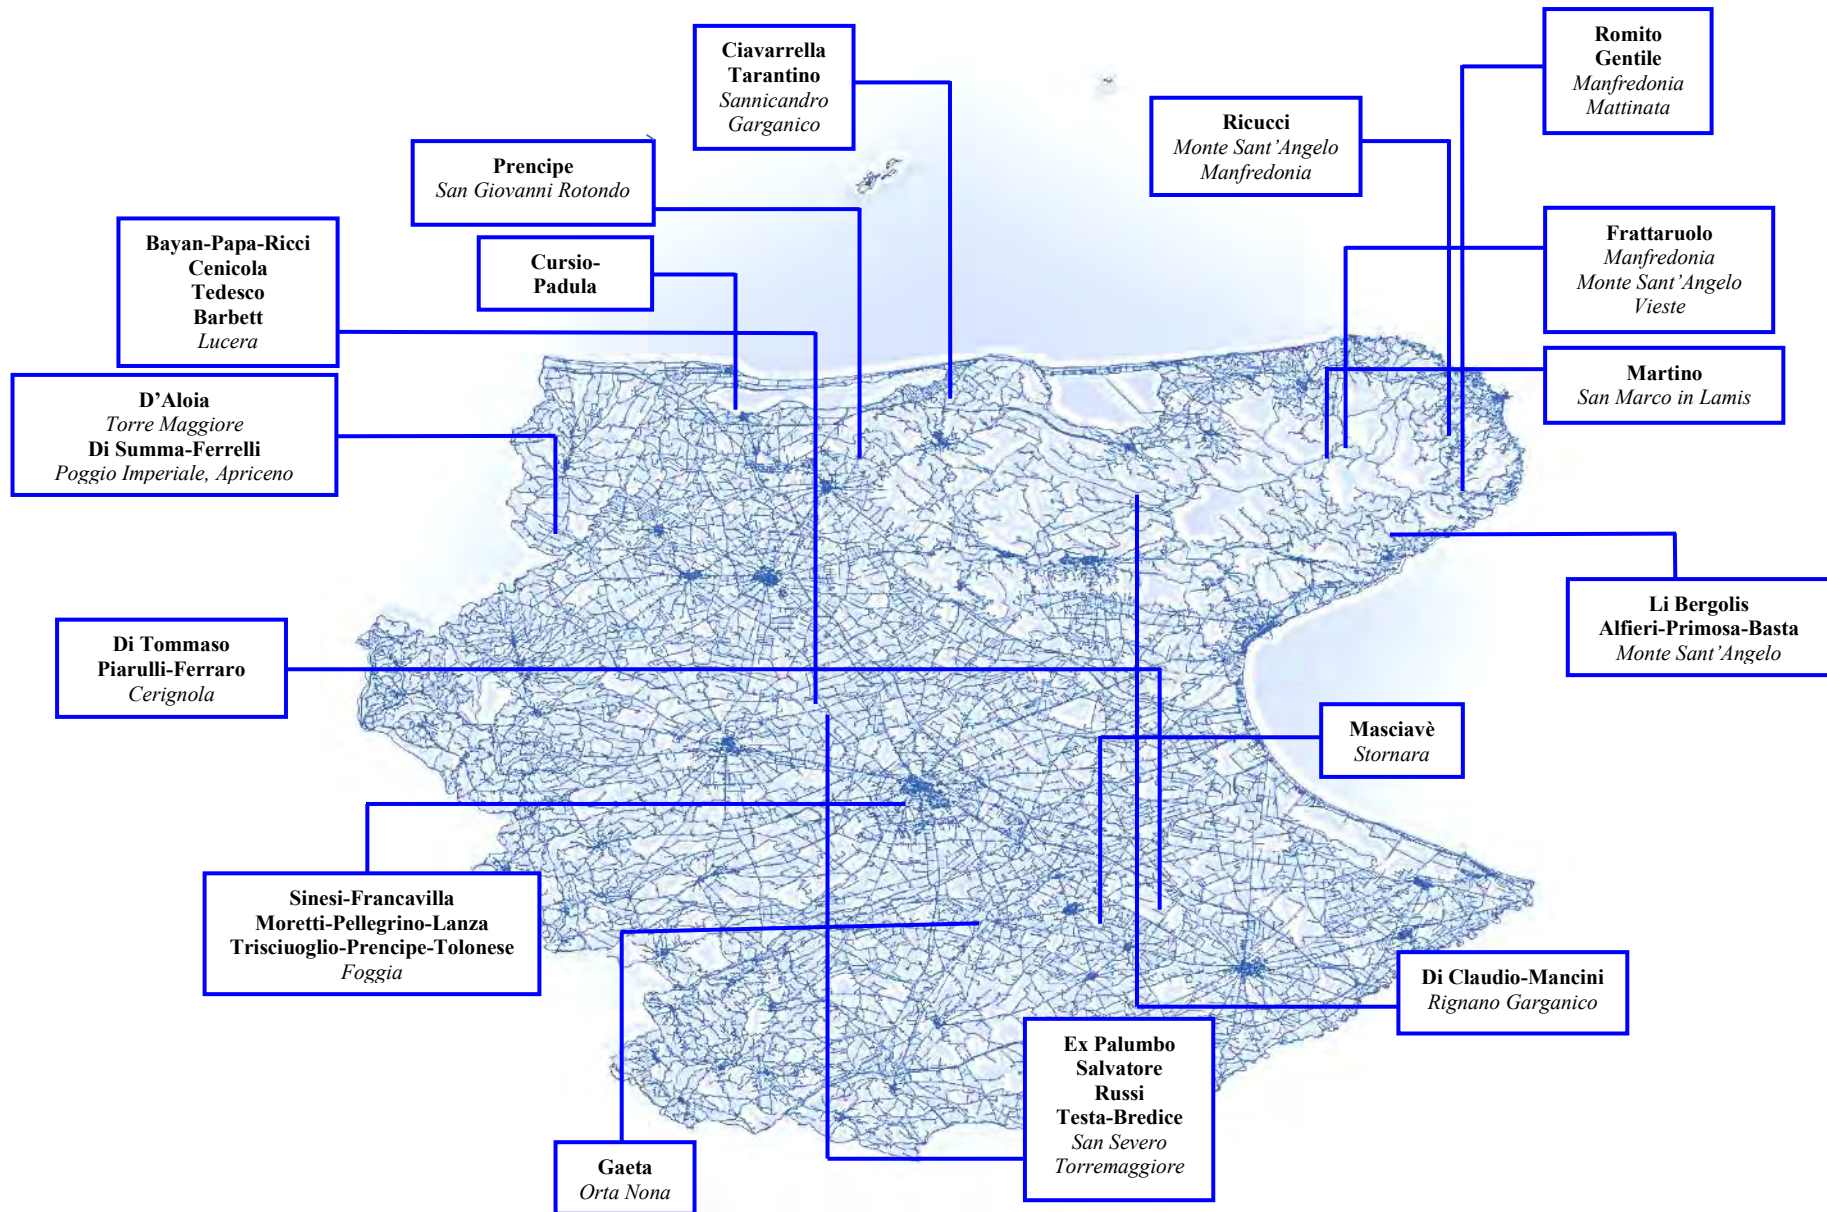 Ciavarrella
Tarantino
Sannicandro
Garganico
Romito
Gentile
Manfredonia
Mattinata
Ricucci
Monte Sant’Angelo
Manfredonia
Prencipe
San Giovanni Rotondo
Bayan-Papa-Ricci
Cenicola
Tedesco
Barbett
Lucera
Cursio-
Padula
Frattaruolo
Manfredonia
Monte Sant’Angelo
Vieste
Martino
San Marco in Lamis
D’Aloia
Torre Maggiore
Di Summa-Ferrelli
Poggio Imperiale, Apriceno
Li Bergolis
Alfieri-Primosa-Basta
Monte Sant’Angelo
Di Tommaso
Piarulli-Ferraro
Cerignola
Masciavè
Stornara
Sinesi-Francavilla
Moretti-Pellegrino-Lanza
Trisciuoglio-Prencipe-Tolonese
Foggia
Di Claudio-Mancini
Rignano Garganico
Ex Palumbo
Salvatore
Russi
Testa-Bredice
San Severo
Torremaggiore
Gaeta
Orta Nona